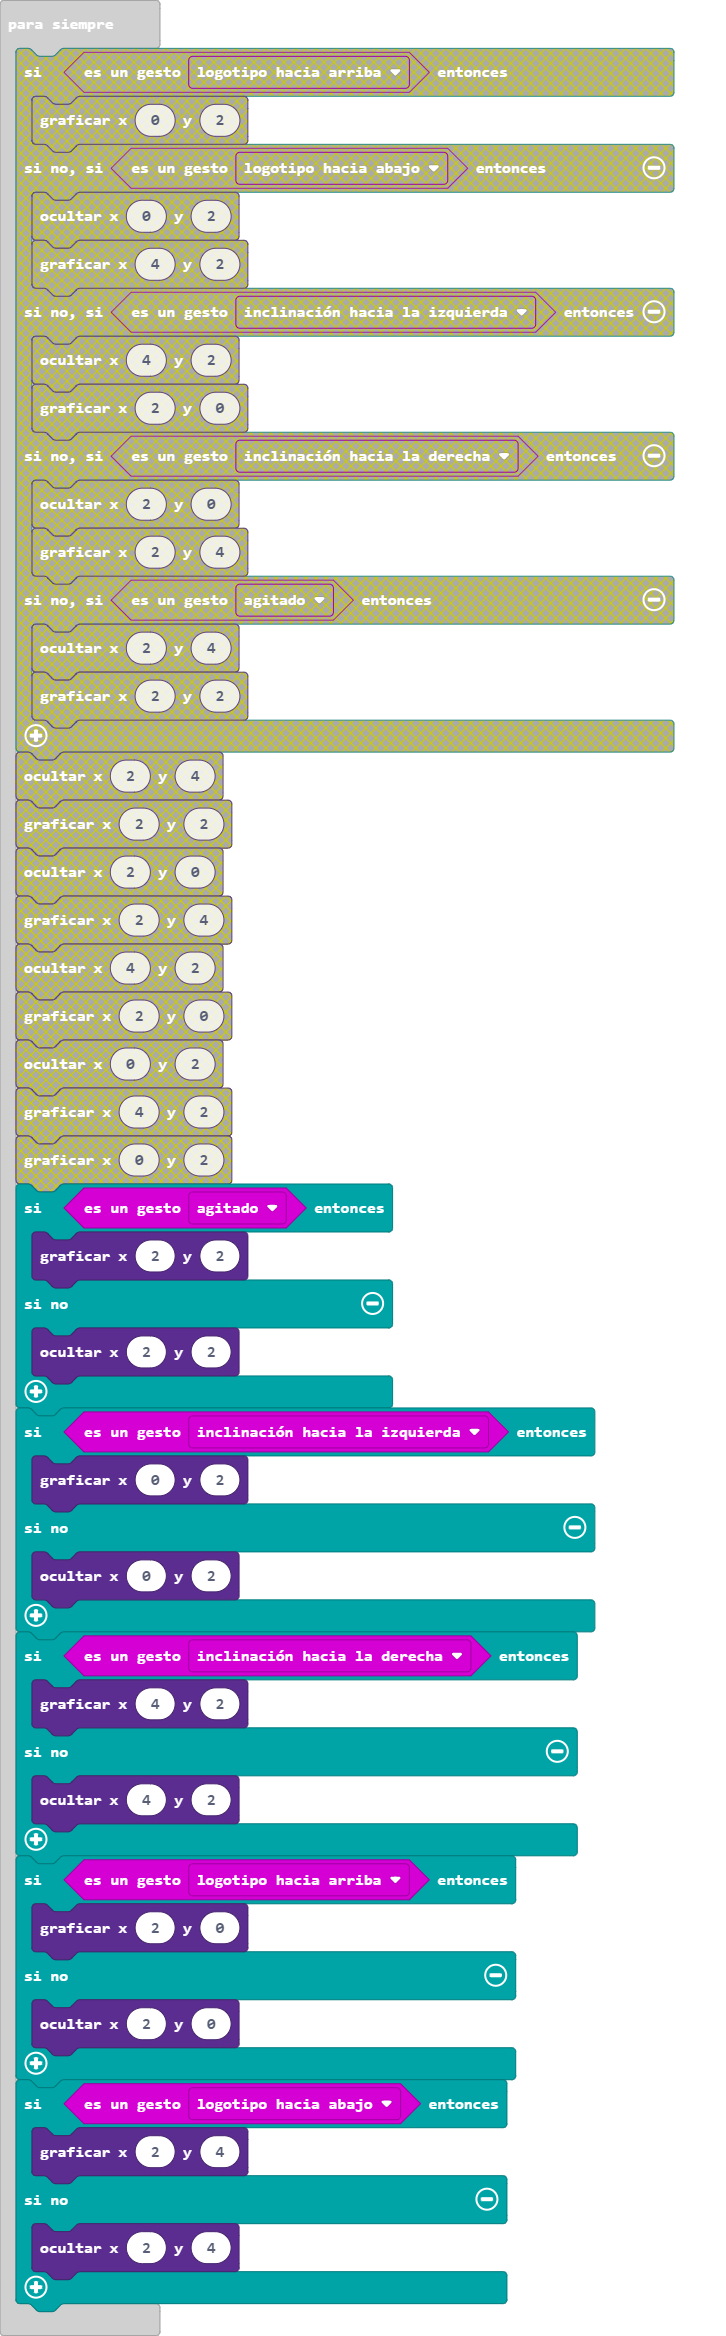 para siempre
si es un gesto logotipo hacia arriba entonces
graficar x 0 y 2
si no, si es un gesto logotipo hacia abajo entonces
ocultar x 0 y 2
graficar x 4 y 2
si no, si es un gesto inclinación hacia la izquierda entonces
ocultar x 4 y 2
graficar x 2 y 0
si no, si es un gesto inclinación hacia la derecha entonces
ocultar x 2 y 0
graficar x 2 y 4
si no, si es un gesto agitado entonces
ocultar x 2 y 4
graficar x 2 y 2
ocultar x 2 y 4
graficar x 2 y 2
ocultar x 2 y 0
graficar x 2 y 4
ocultar x 4 y 2
graficar x 2 y 0
ocultar x 0 y 2
graficar x 4 y 2
graficar x 0 y 2
si es un gesto agitado entonces
graficar x 2 y 2
si no
ocultar x 2 y 2
si es un gesto inclinación hacia la izquierda entonces
graficar x 0 y 2
si no
ocultar x 0 y 2
si es un gesto inclinación hacia la derecha entonces
graficar x 4 y 2
si no
ocultar x 4 y 2
si es un gesto logotipo hacia arriba entonces
graficar x 2 y 0
si no
ocultar x 2 y 0
si es un gesto logotipo hacia abajo entonces
graficar x 2 y 4
si no
ocultar x 2 y 4